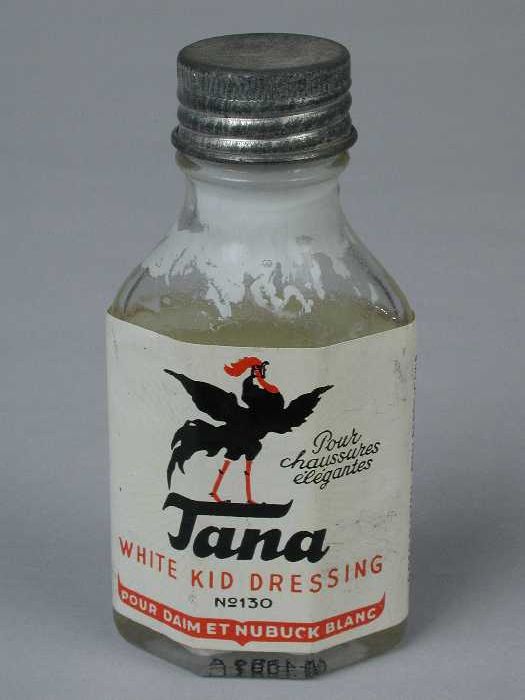 Pour
chaussures
élégantes
Tana
WHITE KID DRESSING
Nº130
POUR DAIM ET NUBUCK BLANC